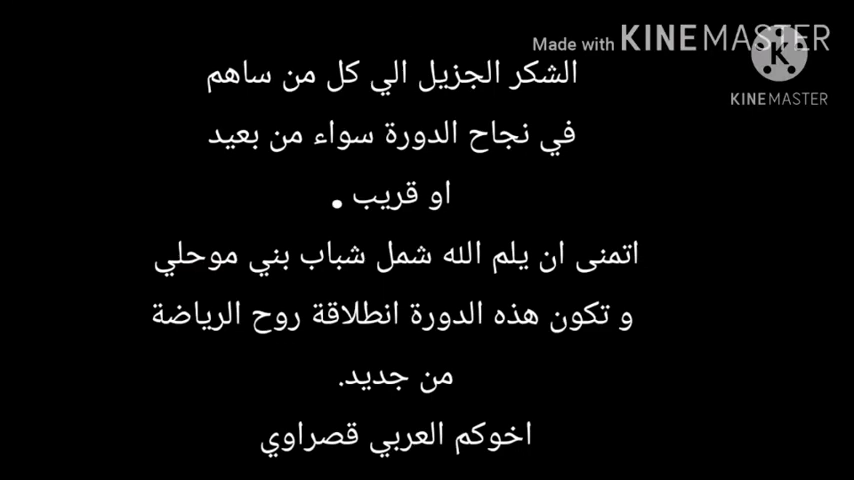 Made with KINEMASTER
KINEMASTER
الشكر الجزيل الي كل من ساهم
في نجاح الدورة سواء من بعيد
او قريب .
اتمنى ان يلم الله شمل شباب بني موحلي
و تكون هذه الدورة انطلاقة روح الرياضة
من جديد.
اخوكم العربي قصراوي